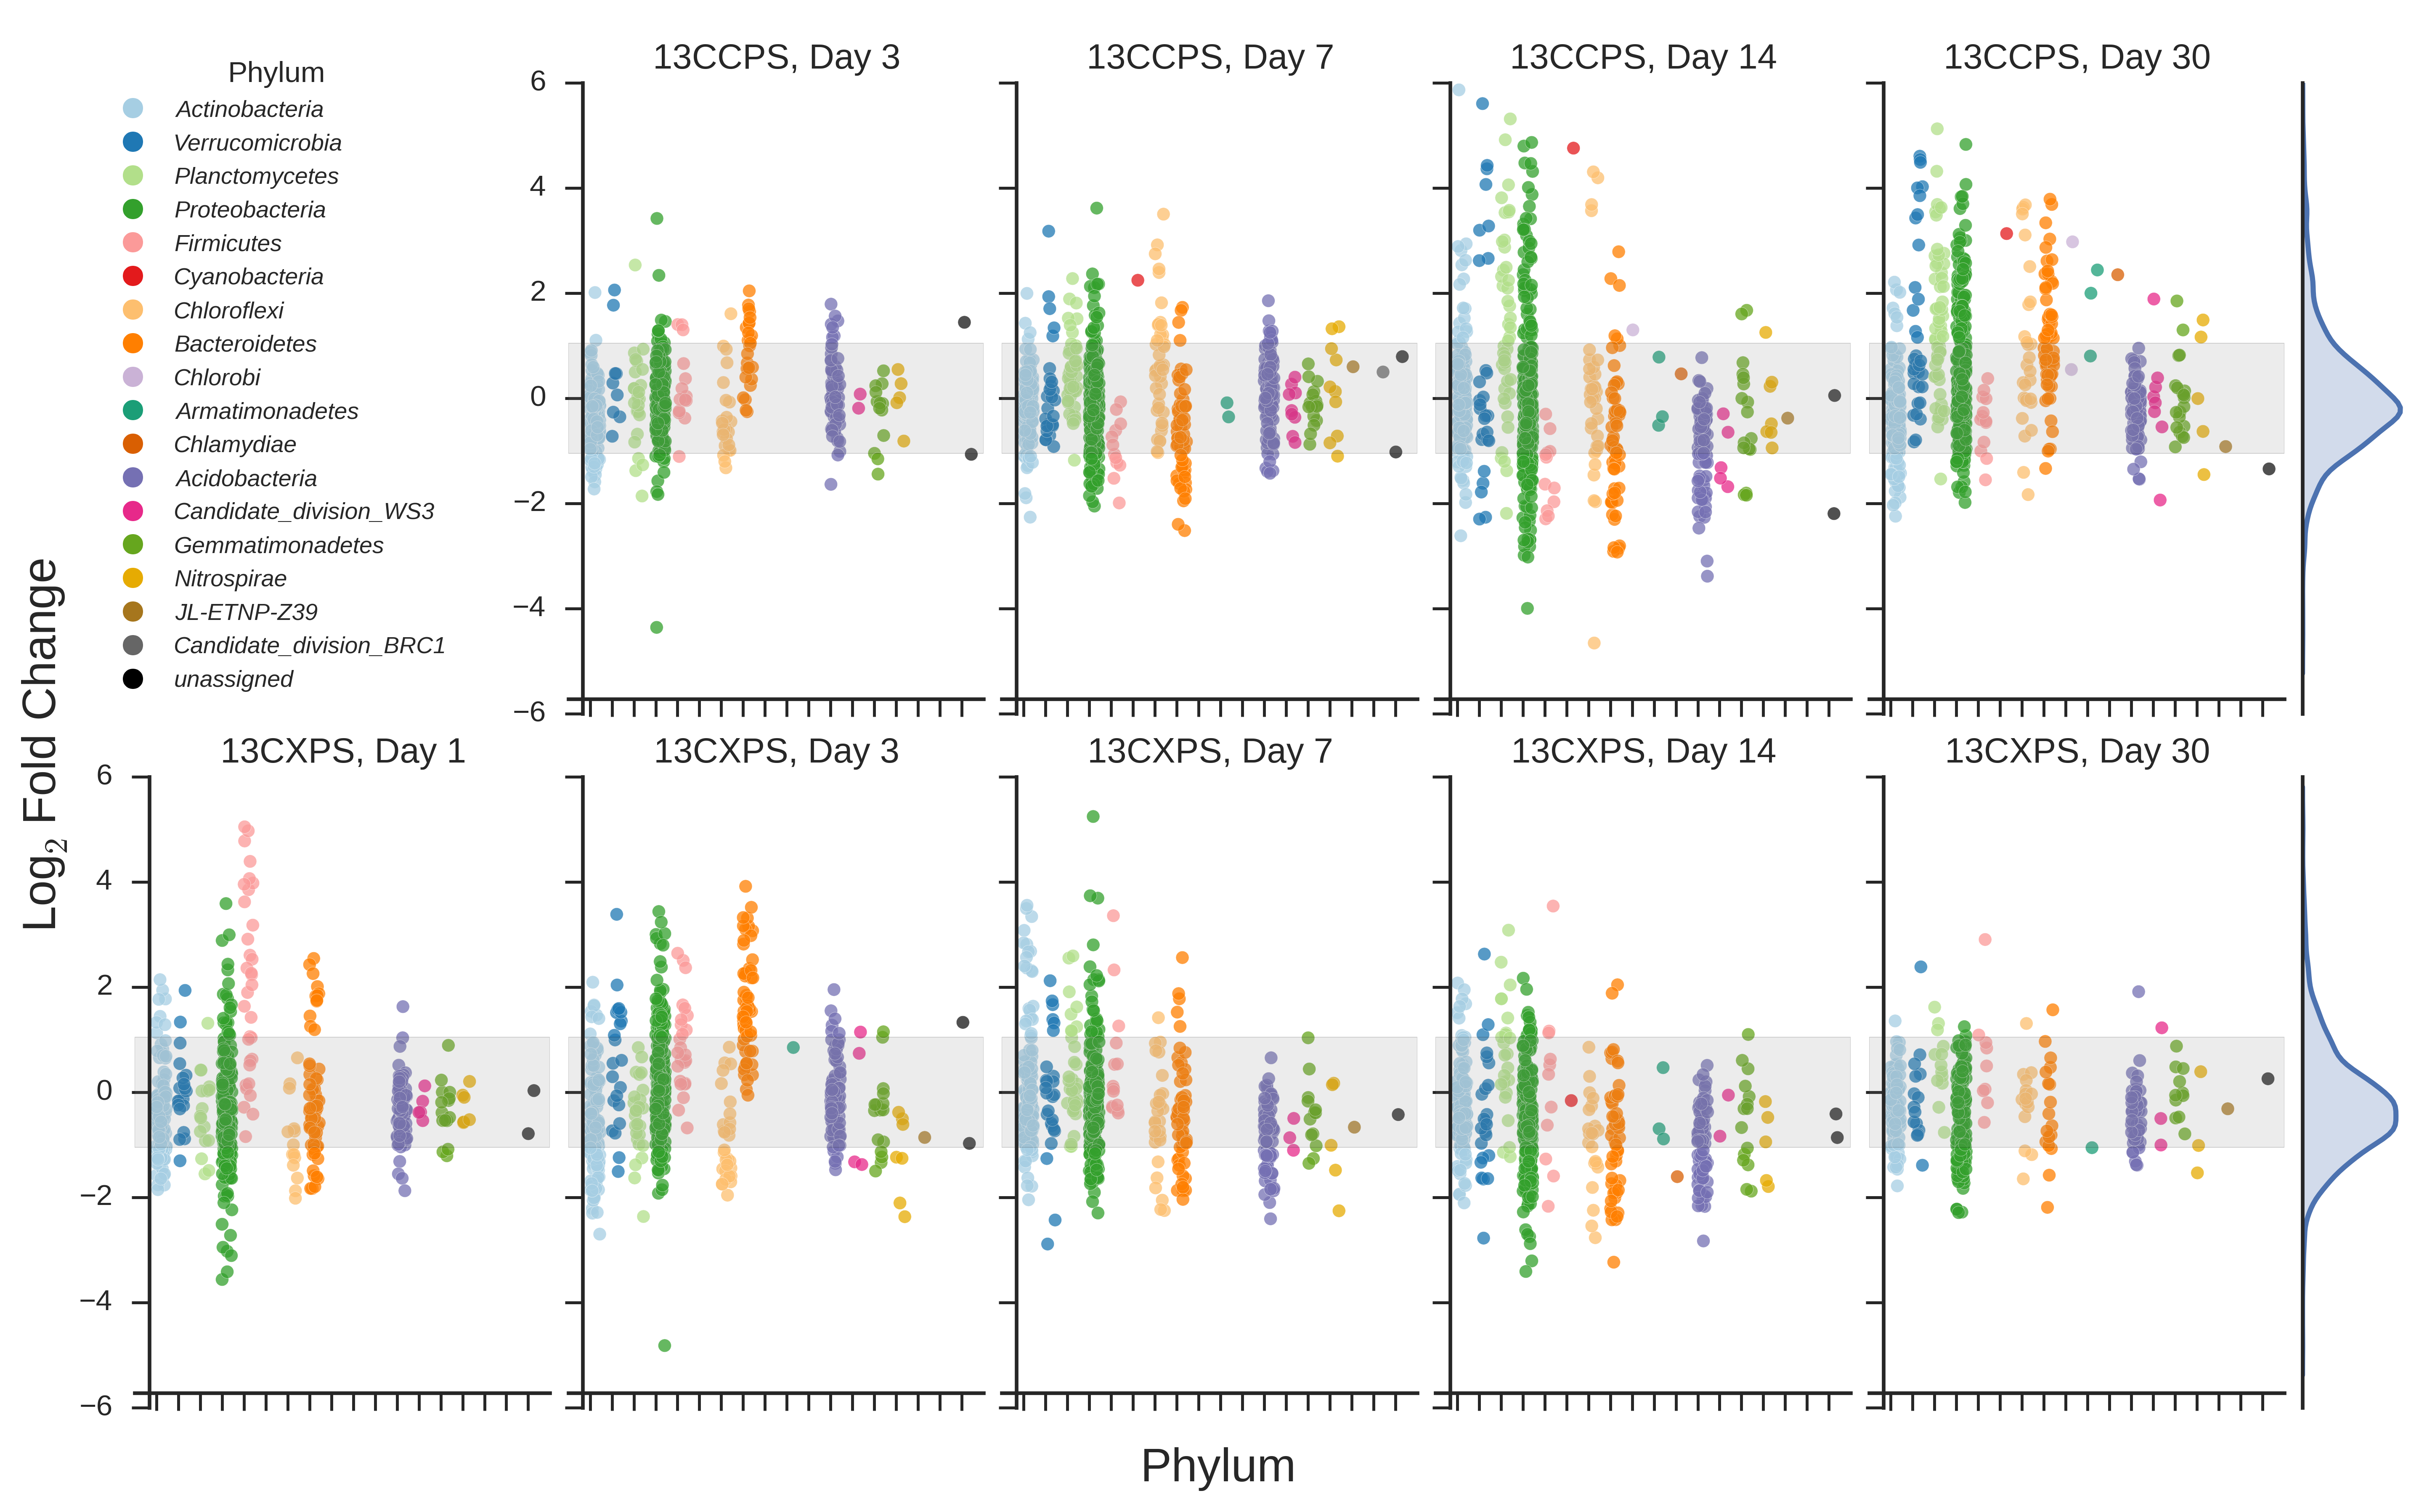 13CCPS, Day 3
13CCPS, Day 7
13CCPS, Day 14
13CCPS, Day 30
Phylum
Actinobacteria
Verrucomicrobia
Planctomycetes
Proteobacteria
Firmicutes
Cyanobacteria
Chloroflexi
Bacteroidetes
Chlorobi
Armatimonadetes
Chlamydiae
Acidobacteria
Candidate_division_WS3
Gemmatimonadetes
Nitrospirae
JL-ETNP-Z39
Candidate_division_BRC1
unassigned
6
4
2
0
−2
−4
−6
Log2 Fold Change
13CXPS, Day 1
13CXPS, Day 3
13CXPS, Day 7
13CXPS, Day 14
13CXPS, Day 30
6
4
2
0
−2
−4
−6
Phylum